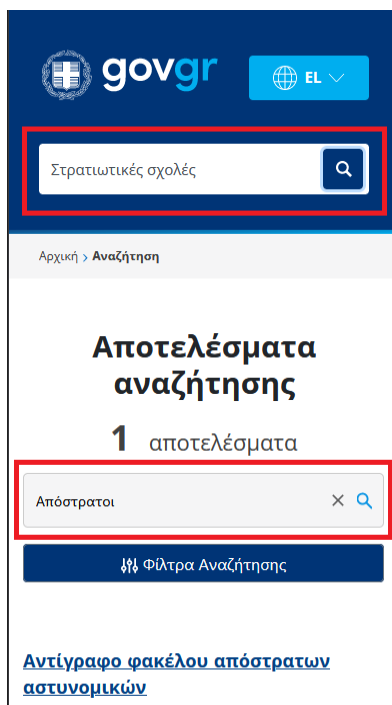 govgr
EL
Στρατιωτικές σχολές
Αρχική › Αναζήτηση
Αποτελέσματα
αναζήτησης
1 αποτελέσματα
Απόστρατοι
Φίλτρα Αναζήτησης
Αντίγραφο φακέλου απόστρατων
αστυνομικών